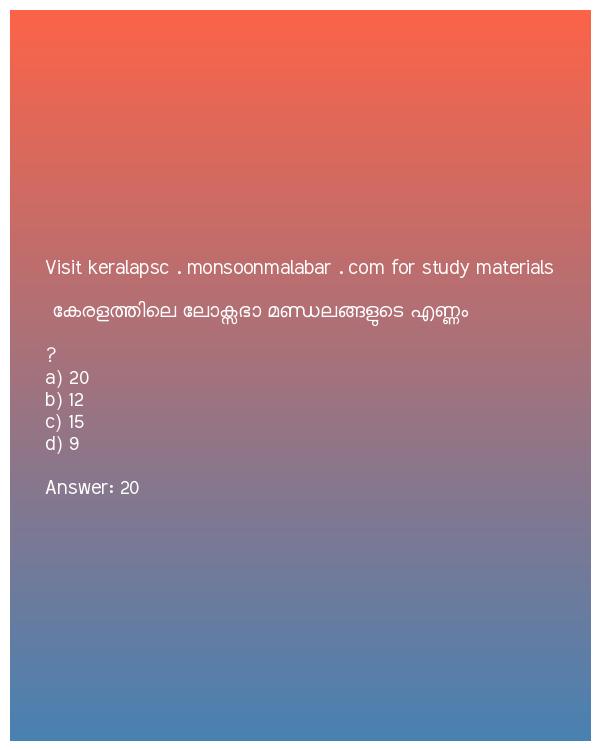 Visit keralapsc . monsoonmalabar . com for study materials
കേരളത്തിലെ ലോക്സഭാ മണ്ഡലങ്ങളുടെ എണ്ണം
?
a) 20
b) 12
c) 15
d) 9
Answer: 20